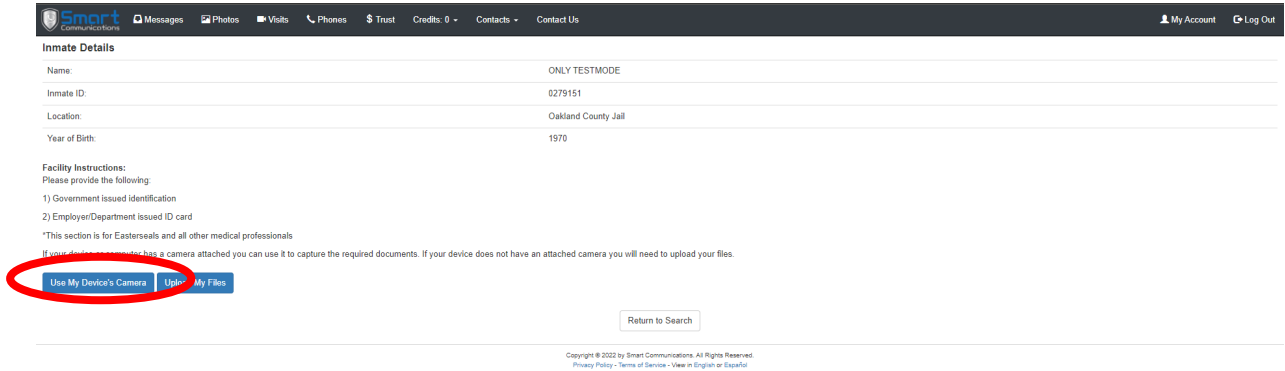 Smart Communications Messages Photos Visits Phones $ Trust Credits: 0 Contacts Contact Us My Account Log Out
Inmate Details
Name: ONLY TESTMODE
Inmate ID: 0279151
Location: Oakland County Jail
Year of Birth: 1970
Facility Instructions:
Please provide the following:
1) Government issued identification
2) Employer/Department issued ID card
*This section is for Easterseals and all other medical professionals
If your device or computer has a camera attached you can use it to capture the required documents. If your device does not have an attached camera you will need to upload your files.
Use My Device's Camera Upload My Files
Return to Search
Copyright © 2022 by Smart Communications. All Rights Reserved.
Privacy Policy - Terms of Service - View in English or Español